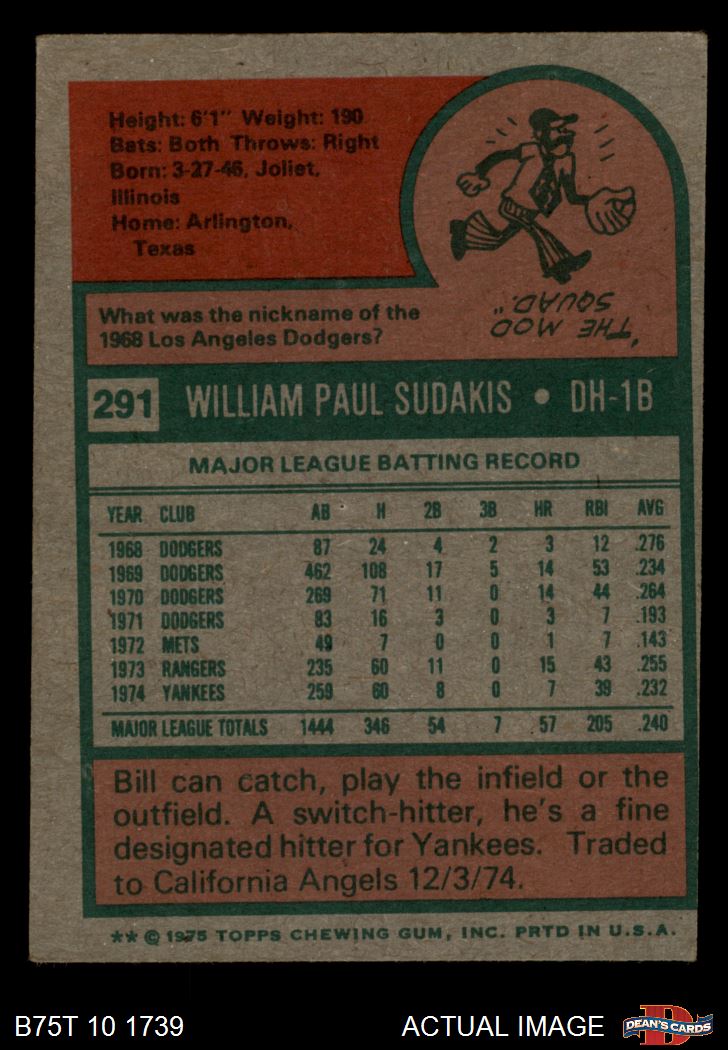 Height: 6'1" Weight: 190
Bats: Both Throws: Right
Born: 3-27-46, Joliet,
Illinois
Home: Arlington,
Texas
What was the nickname of the
1968 Los Angeles Dodgers?
"THE MOD
SQUAD."
291 WILLIAM PAUL SUDAKIS • DH-1B
MAJOR LEAGUE BATTING RECORD
YEAR CLUB AB H 2B 3B HR RBI AVG
1968 DODGERS 87 24 4 2 3 12 .276
1969 DODGERS 462 108 17 5 14 53 .234
1970 DODGERS 269 71 11 0 14 44 .264
1971 DODGERS 83 16 3 0 3 7 .193
1972 METS 49 7 0 0 1 7 .143
1973 RANGERS 235 60 11 0 15 43 .255
1974 YANKEES 259 60 8 0 7 39 .232
MAJOR LEAGUE TOTALS 1444 346 54 7 57 205 .240
Bill can catch, play the infield or the
outfield. A switch-hitter, he's a fine
designated hitter for Yankees. Traded
to California Angels 12/3/74.
** © 1975 TOPPS CHEWING GUM, INC. PRTD IN U.S.A.
B75T 10 1739 ACTUAL IMAGE D DEAN'S CARDS